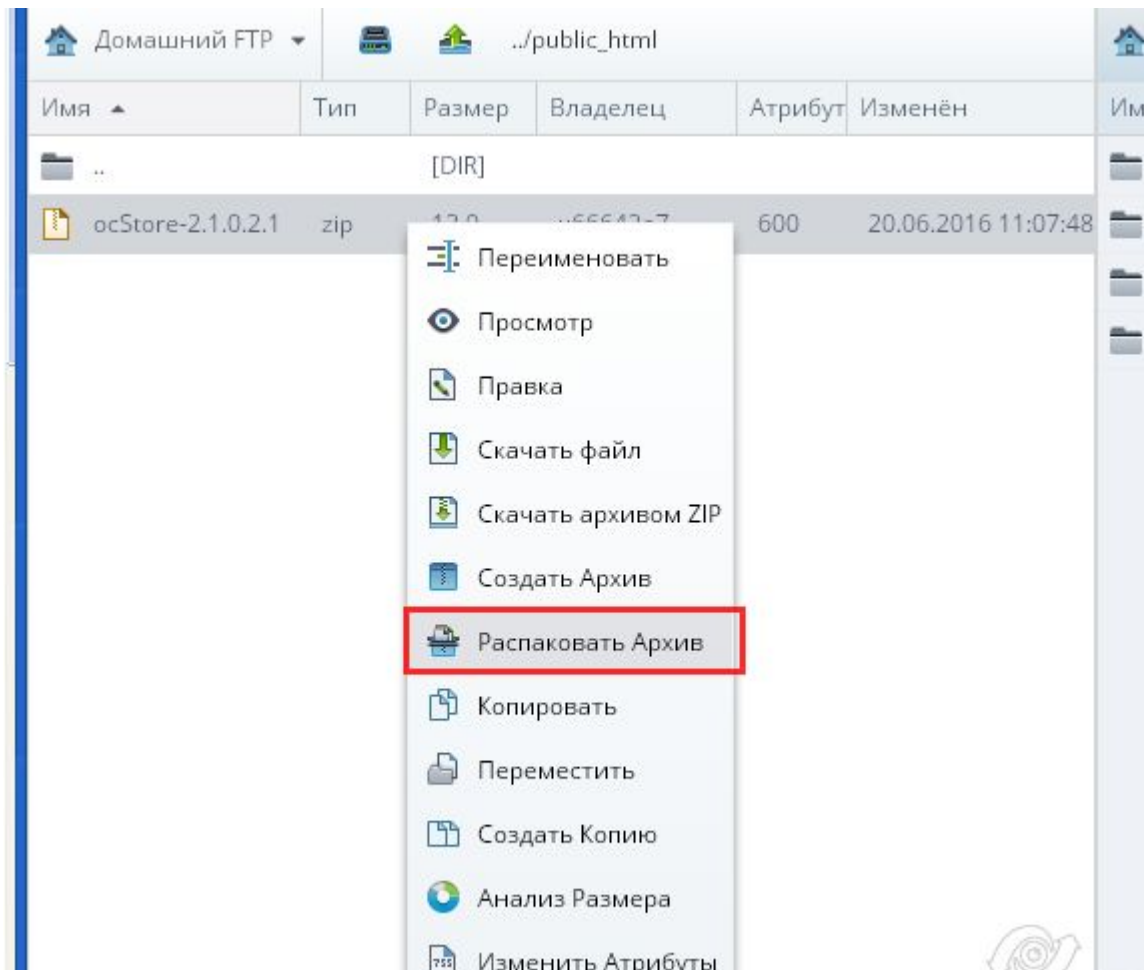 Домашний FTP ../public_html
Имя Тип Размер Владелец Атрибут Изменён Им
.. [DIR]
ocStore-2.1.0.2.1 zip 600 20.06.2016 11:07:48
Переименовать
Просмотр
Правка
Скачать файл
Скачать архивом ZIP
Создать Архив
Распаковать Архив
Копировать
Переместить
Создать Копию
Анализ Размера
Изменить Атрибуты